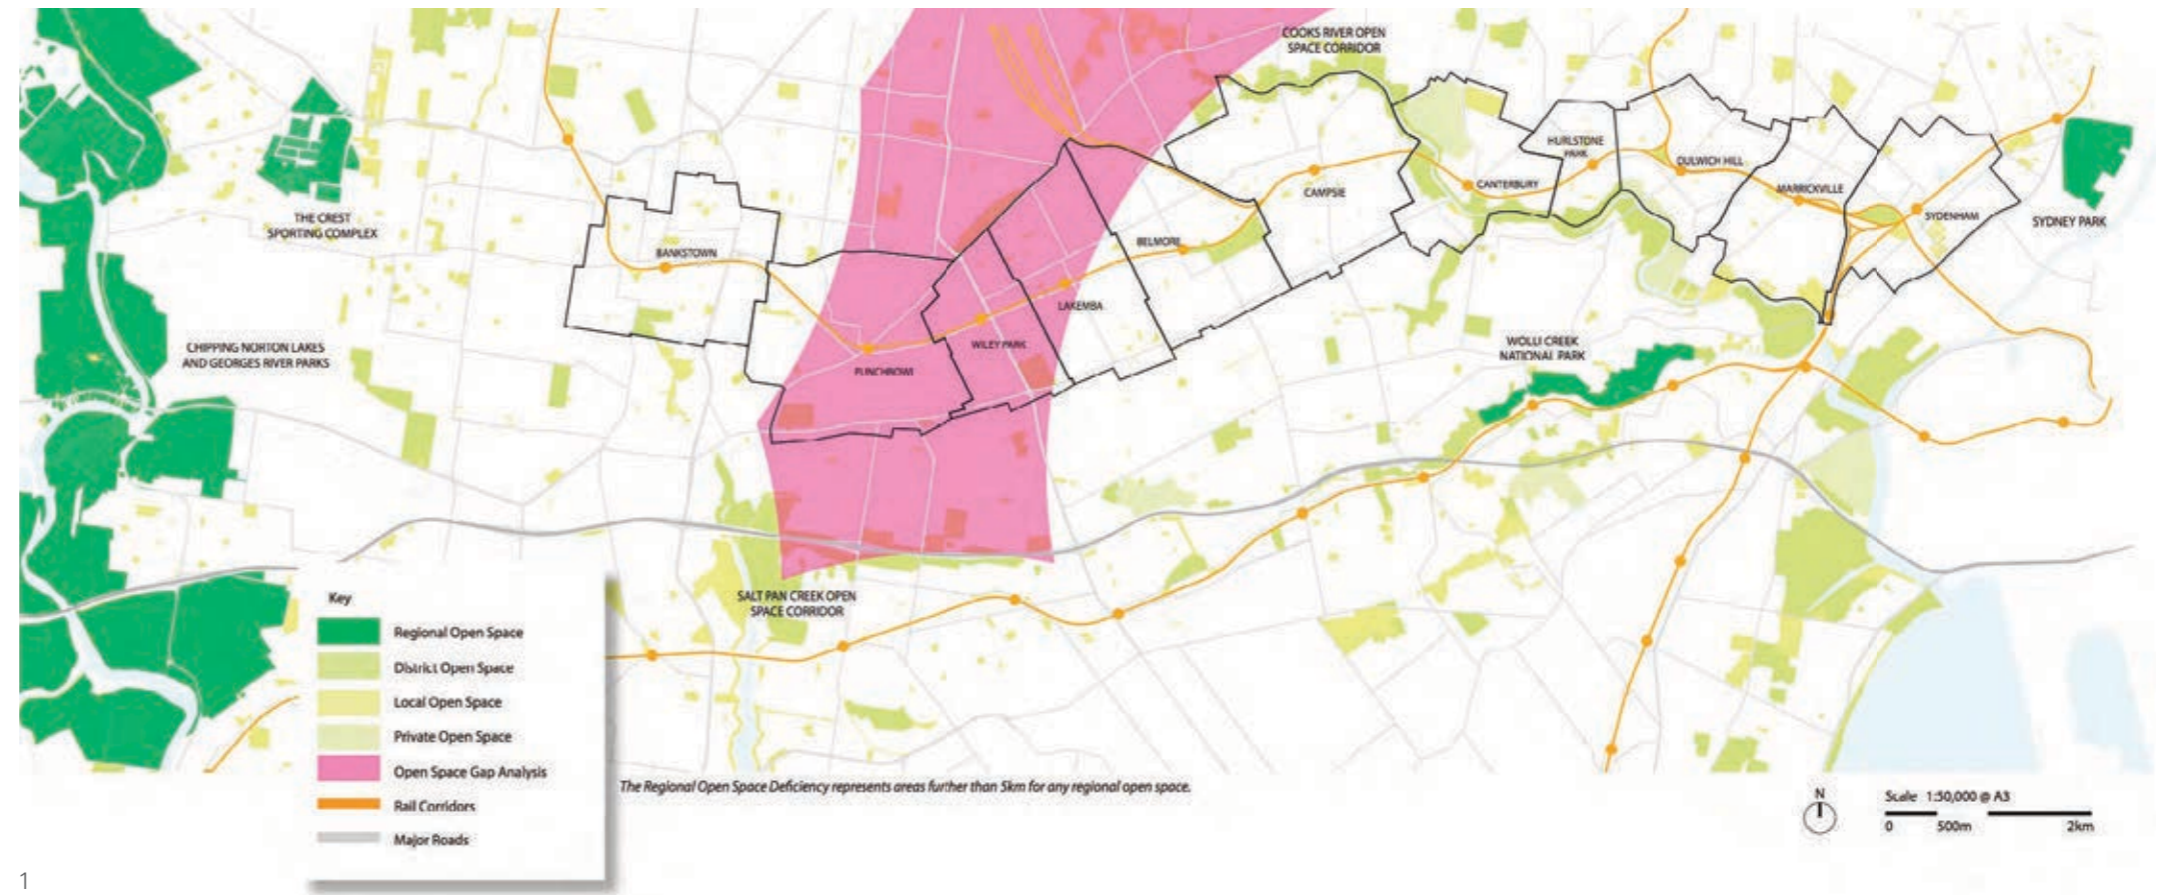 COOKS RIVER OPEN
SPACE CORRIDOR
HURLSTONE
PARK
DULWICH HILL
CANTERBURY
CAMPSIE
MARRICKVILLE
SYDENHAM
SYDNEY PARK
THE CREST
SPORTING COMPLEX
BANKSTOWN
BELMORE
LAKEMBA
WILEY PARK
PUNCHBOWL
CHIPPING NORTON LAKES
AND GEORGES RIVER PARKS
WOLLI CREEK
NATIONAL PARK
SALT PAN CREEK OPEN
SPACE CORRIDOR
Key
Regional Open Space
District Open Space
Local Open Space
Private Open Space
Open Space Gap Analysis
Rail Corridors
Major Roads
The Regional Open Space Deficiency represents areas further than 5km for any regional open space.
N
Scale 1:50,000 @ A3
0 500m 2km
1